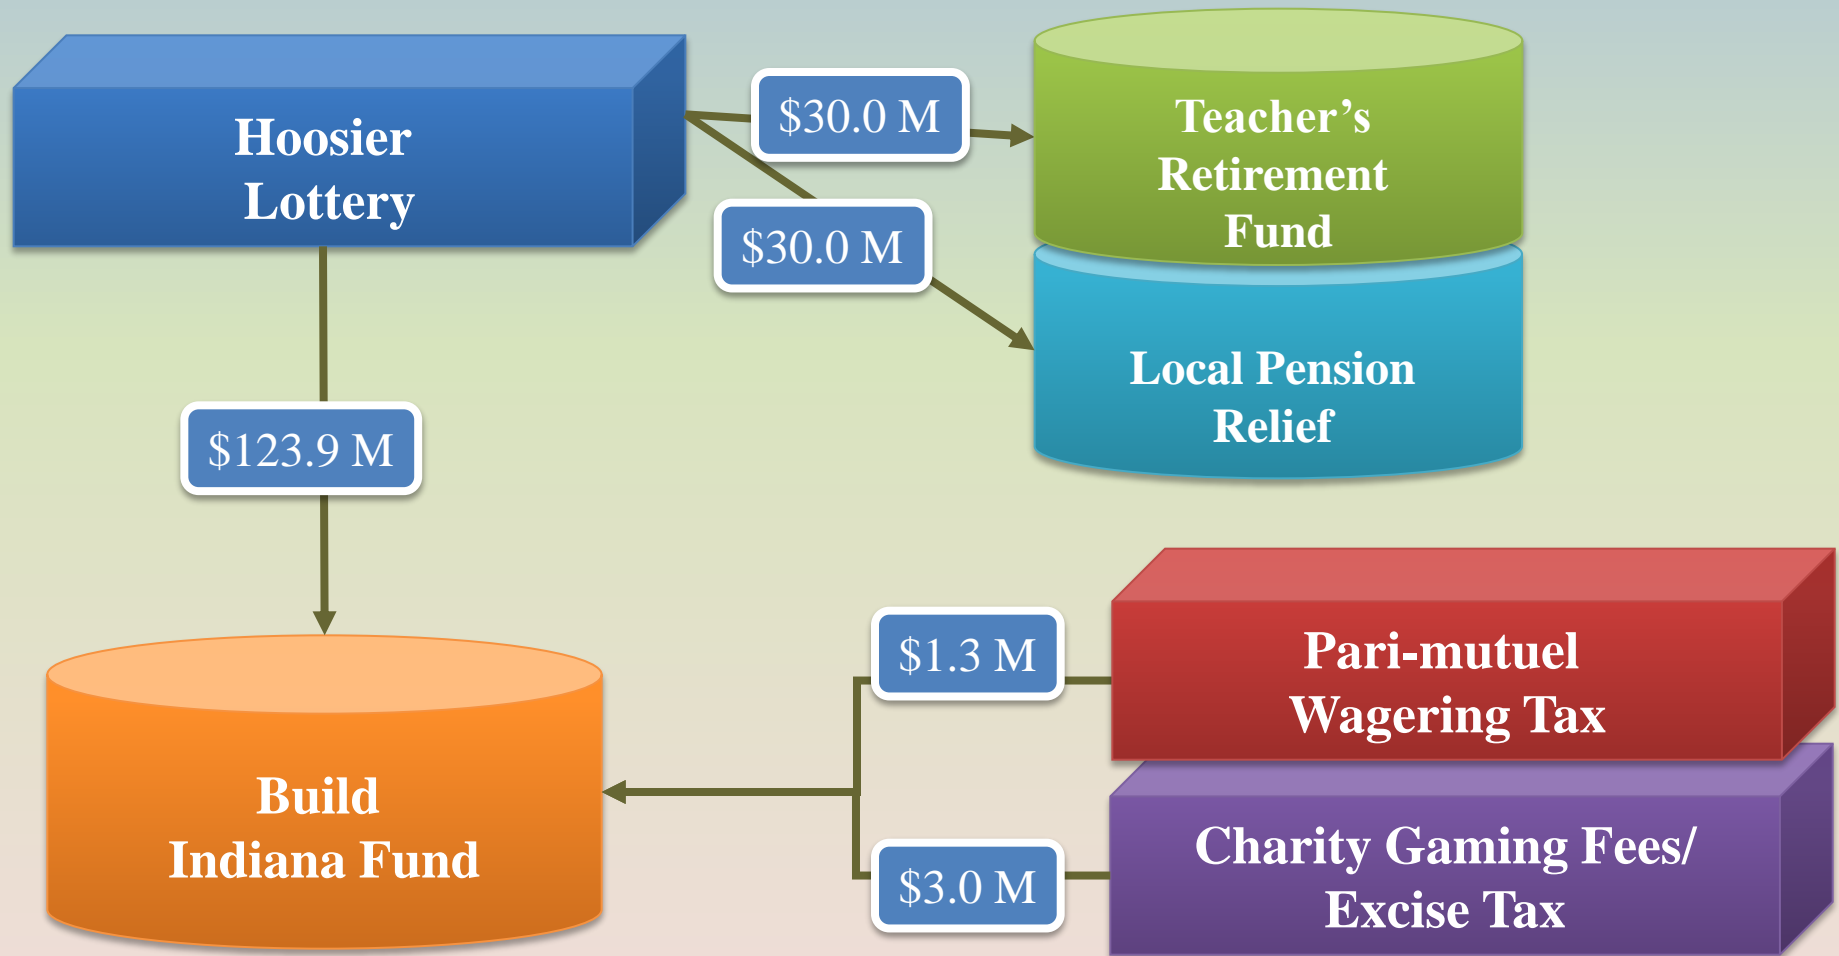 Hoosier
Lottery
$30.0 M
$30.0 M
Teacher’s
Retirement
Fund
Local Pension
Relief
$123.9 M
Build
Indiana Fund
$1.3 M
$3.0 M
Pari-mutuel
Wagering Tax
Charity Gaming Fees/
Excise Tax